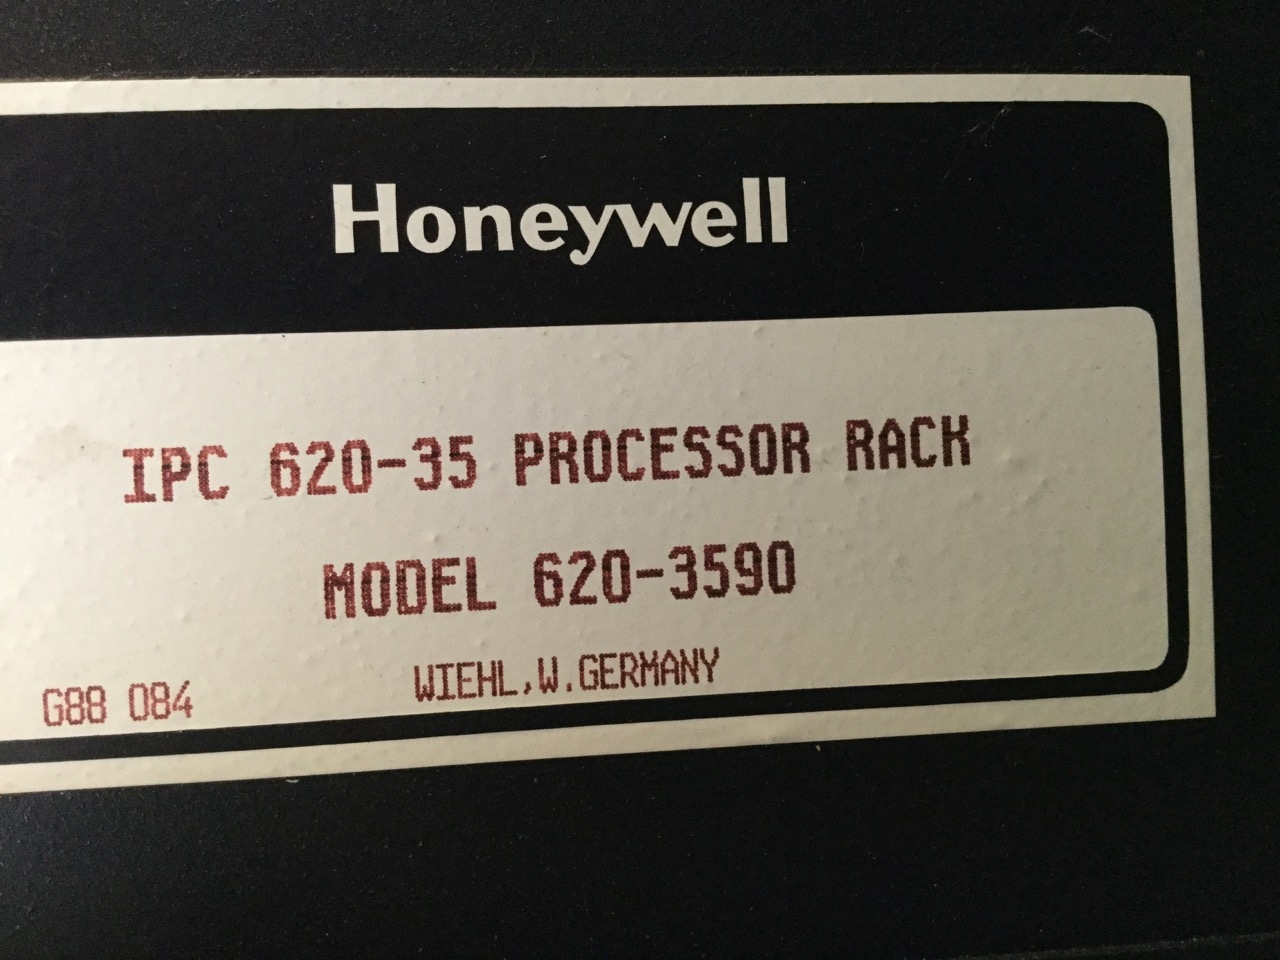 Honeywell
IPC 620-35 PROCESSOR RACK
MODEL 620-3590
G88 084 WIEHL,W.GERMANY